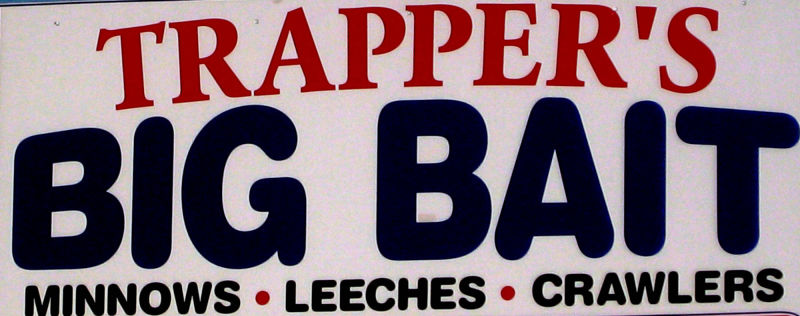 TRAPPER'S
BIG BAIT
MINNOWS • LEECHES • CRAWLERS